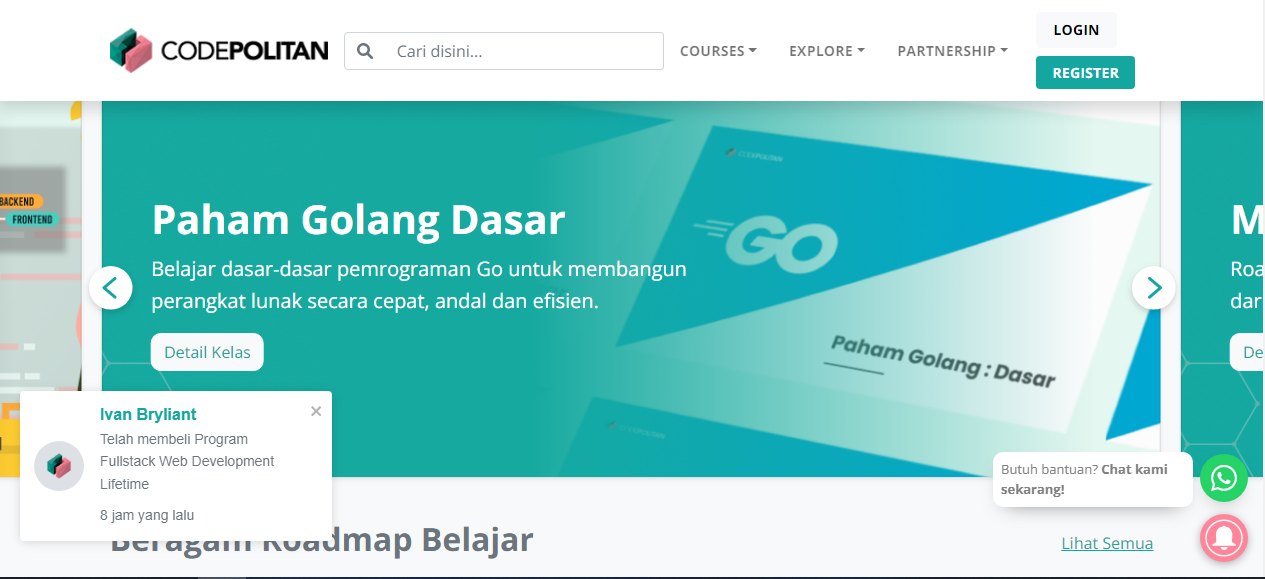 CODEPOLITAN
Cari disini...
COURSES
EXPLORE
PARTNERSHIP
LOGIN
REGISTER
BACKEND
FRONTEND
Paham Golang Dasar
Belajar dasar-dasar pemrograman Go untuk membangun
perangkat lunak secara cepat, andal dan efisien.
Detail Kelas
CODEPOLITAN
GO
Paham Golang : Dasar
CODEPOLITAN
M
Roa
dar
De
Ivan Bryliant
Telah membeli Program
Fullstack Web Development
Lifetime
8 jam yang lalu
Butuh bantuan? Chat kami
sekarang!
Beragam Roadmap Belajar
Lihat Semua